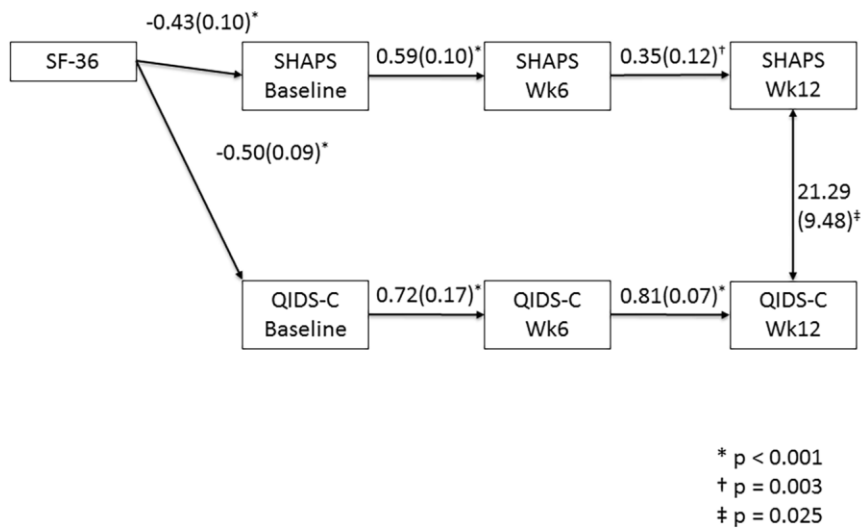 -0.43(0.10)*
SF-36
SHAPS
Baseline
0.59(0.10)*
SHAPS
Wk6
0.35(0.12)†
SHAPS
Wk12
-0.50(0.09)*
21.29
(9.48)‡
QIDS-C
Baseline
0.72(0.17)*
QIDS-C
Wk6
0.81(0.07)*
QIDS-C
Wk12
* p < 0.001
† p = 0.003
‡ p = 0.025